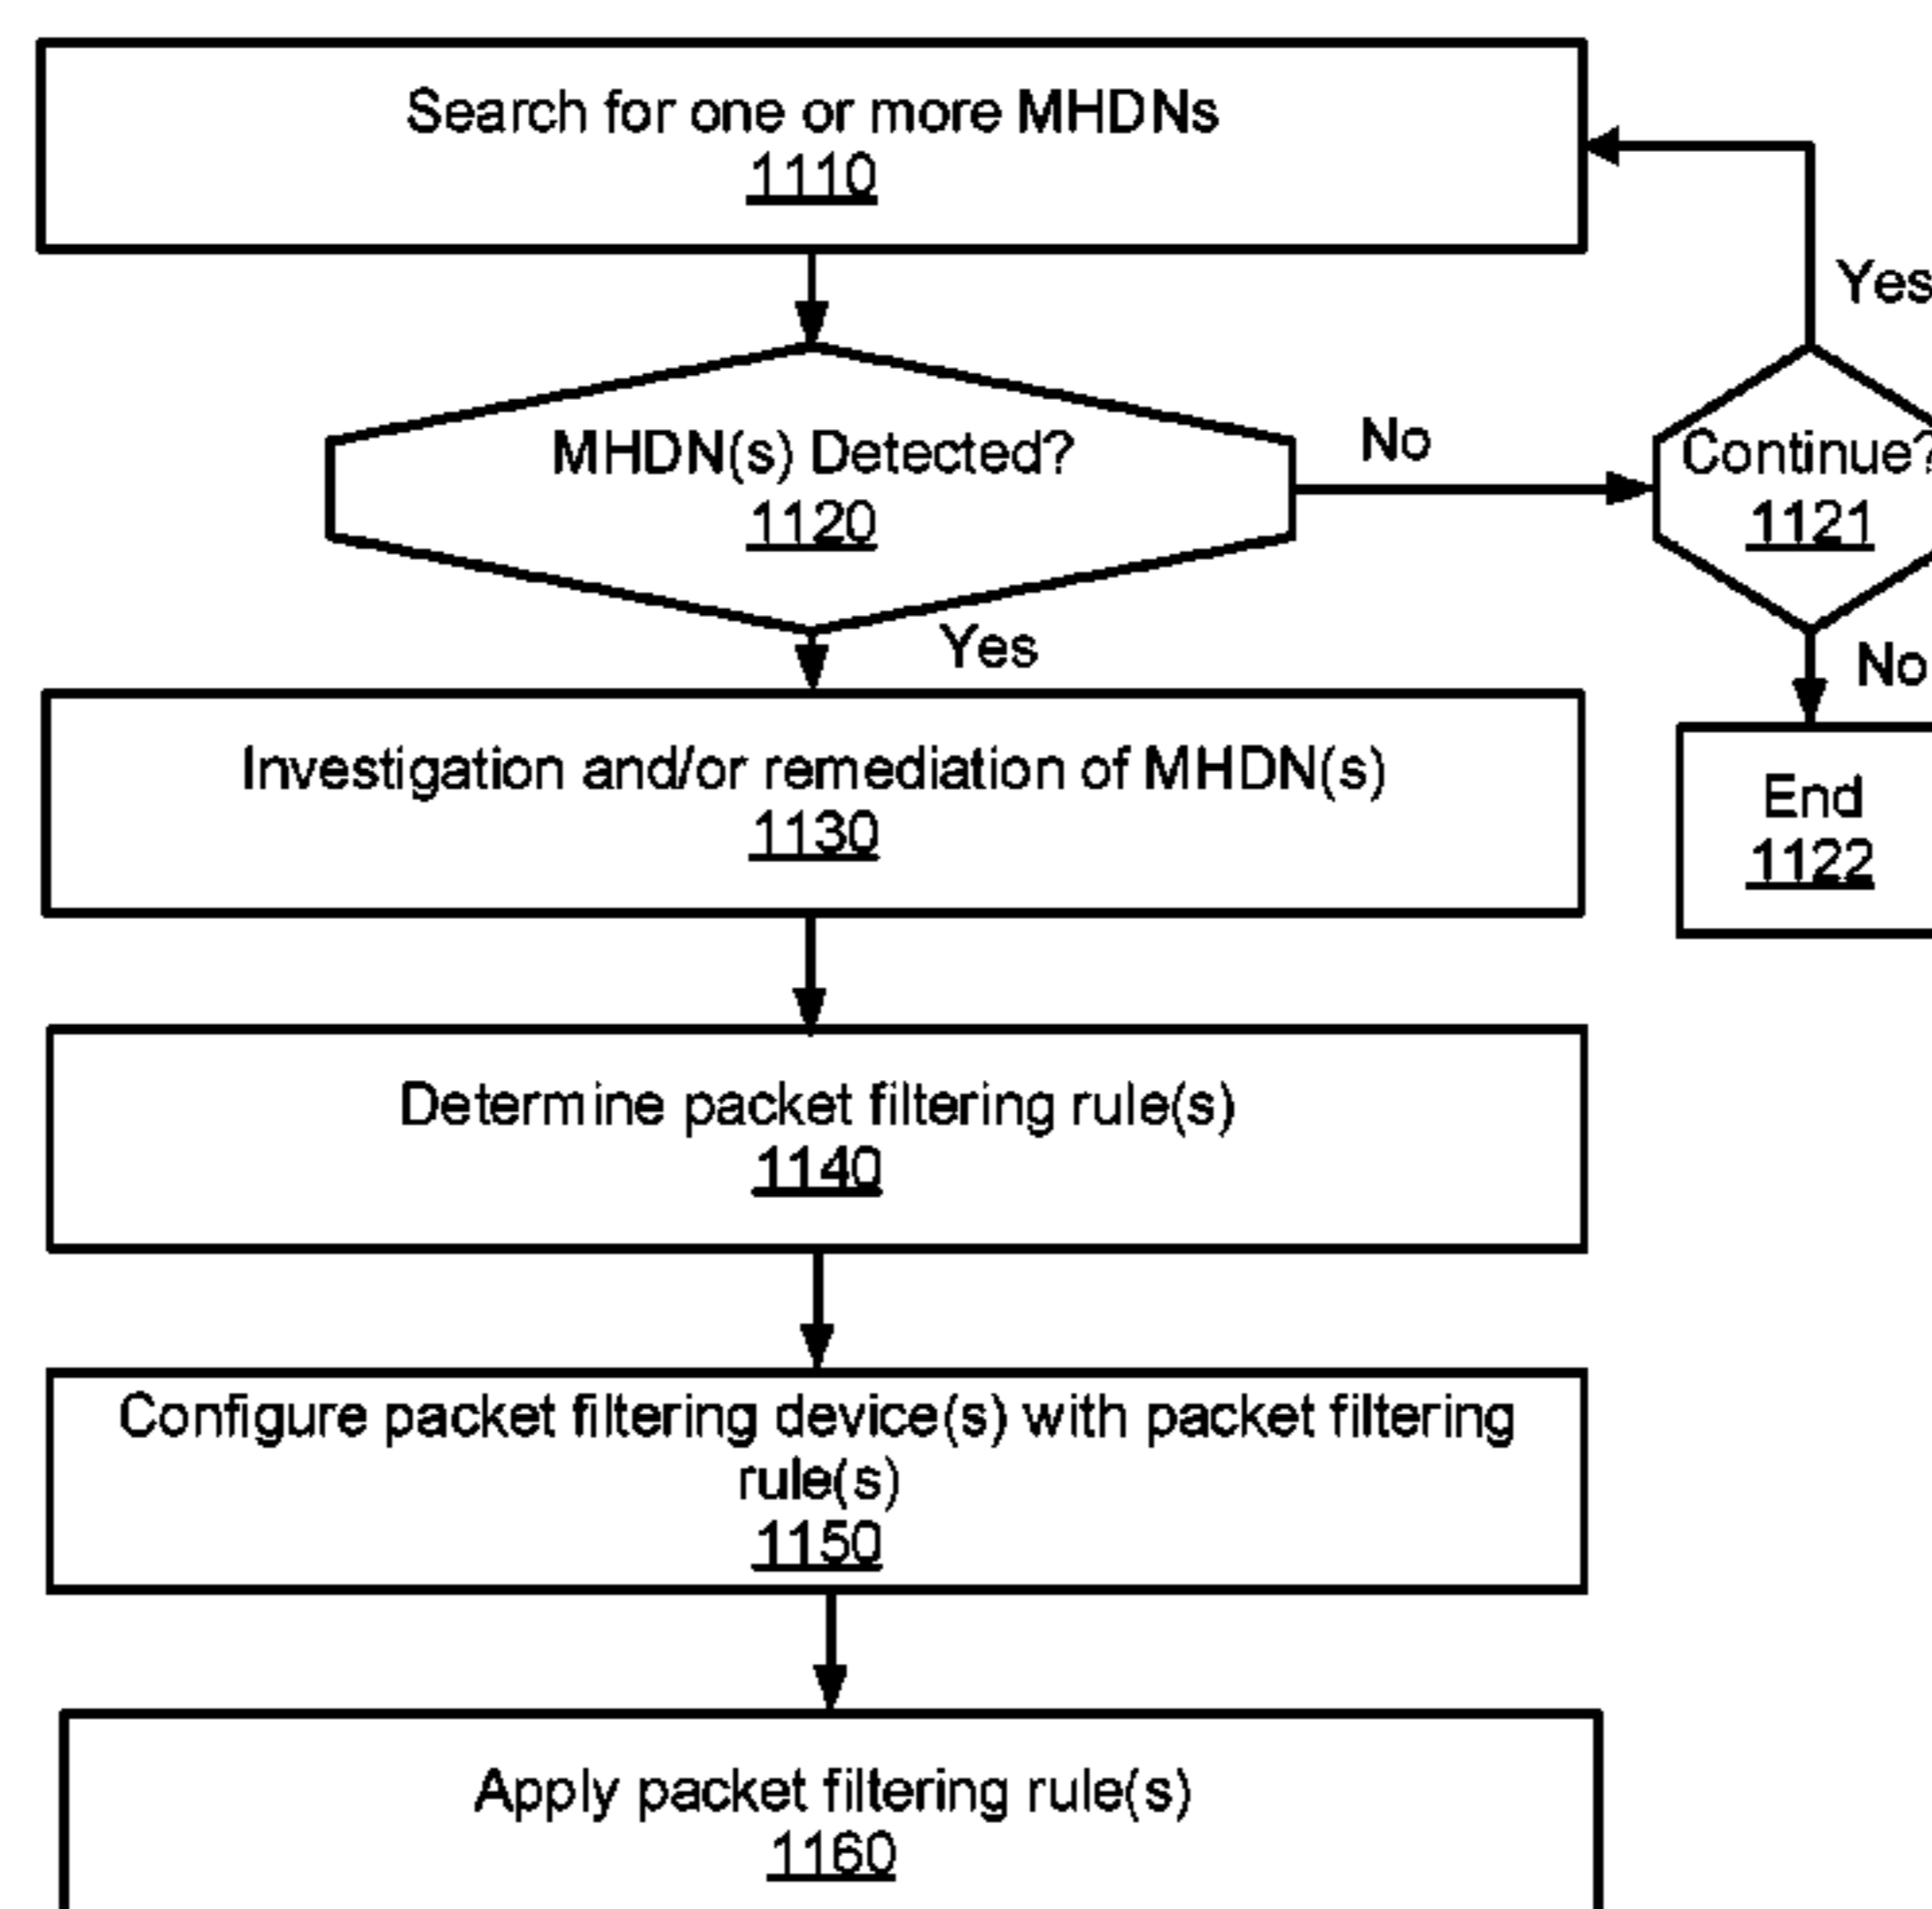 Search for one or more MHDNs
1110
Yes
MHDN(s) Detected?
1120
No
Continue?
1121
Yes
No
Investigation and/or remediation of MHDN(s)
1130
End
1122
Determine packet filtering rule(s)
1140
Configure packet filtering device(s) with packet filtering
rule(s)
1150
Apply packet filtering rule(s)
1160